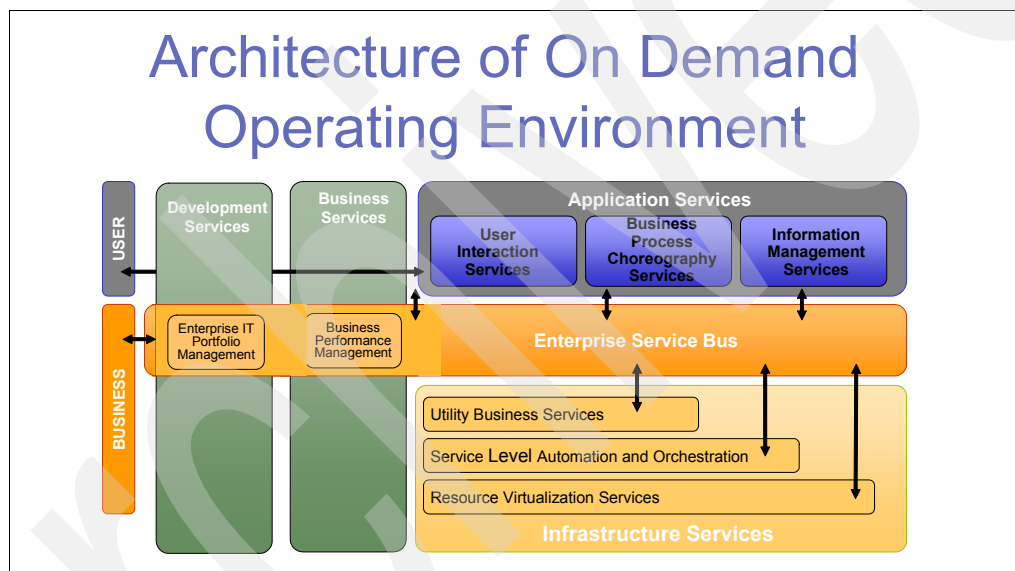 Architecture of On Demand
Operating Environment
USER
Development
Services
Business
Services
Application Services
User
Interaction
Services
Business
Process
Choreography
Services
Information
Management
Services
BUSINESS
Enterprise IT
Portfolio
Management
Business
Performance
Management
Enterprise Service Bus
Utility Business Services
Service Level Automation and Orchestration
Resource Virtualization Services
Infrastructure Services